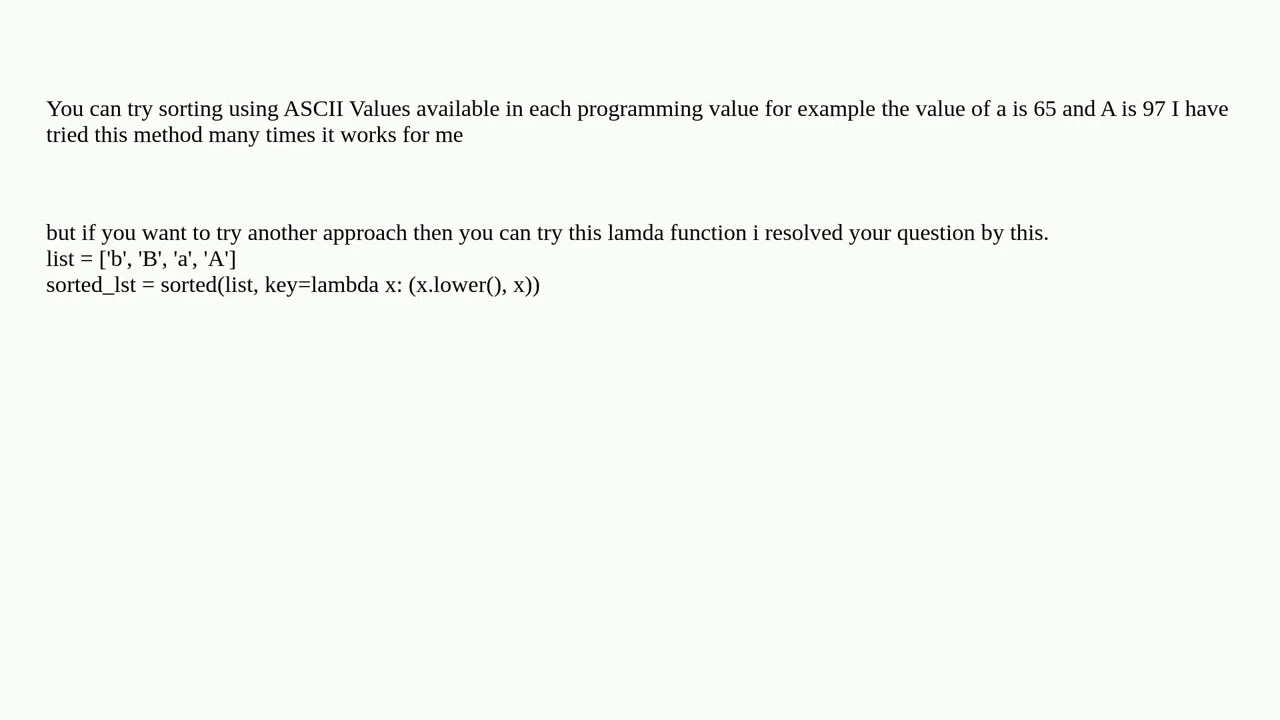 You can try sorting using ASCII Values available in each programming value for example the value of a is 65 and A is 97 I have
tried this method many times it works for me
but if you want to try another approach then you can try this lamda function i resolved your question by this.
list = ['b', 'B', 'a', 'A']
sorted_lst = sorted(list, key=lambda x: (x.lower(), x))